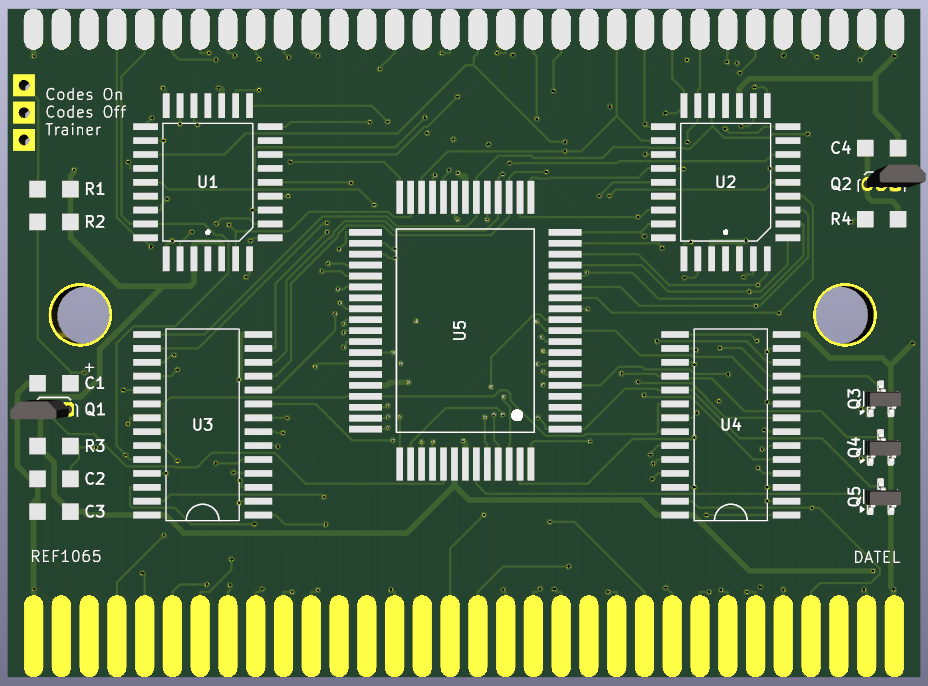 Codes On
Codes Off
Trainer
C4
U1
U2
Q2
R1
R2
R4
U5
+
C1
Q3
Q1
U3
U4
R3
Q4
C2
Q5
C3
REF1065
DATEL